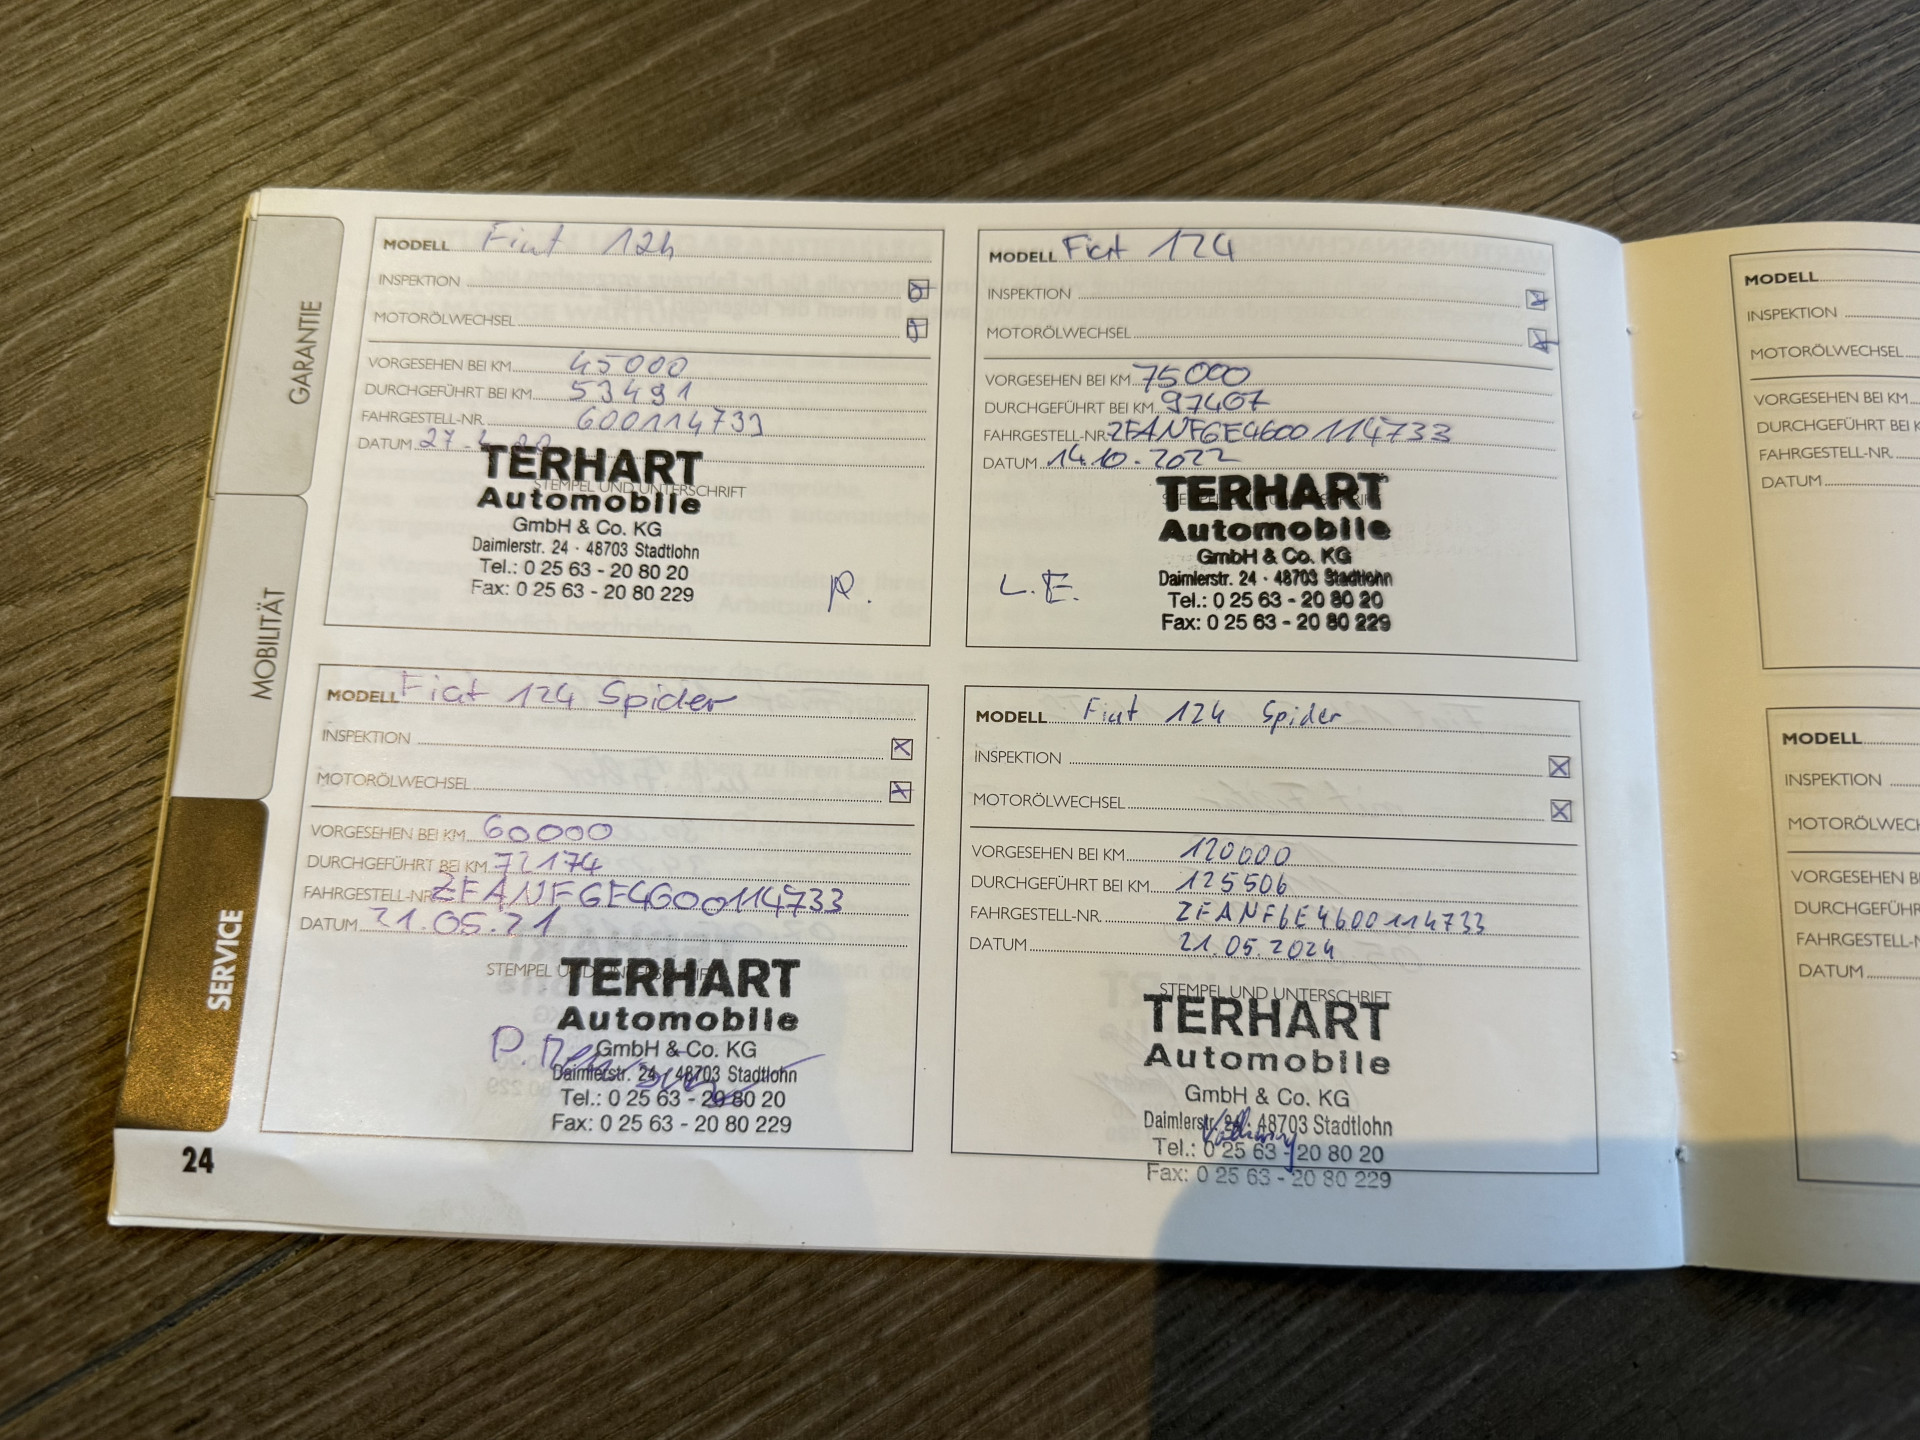 GARANTIE
MOBILITÄT
SERVICE
24
MODELL Fiat 124
INSPEKTION
MOTORÖLWECHSEL
VORGESEHEN BEI KM 45000
DURCHGEFÜHRT BEI KM 53491
FAHRGESTELL-NR. 600114733
DATUM 27.
STEMPEL UND UNTERSCHRIFT
TERHART
Automobile
GmbH & Co. KG
Daimlerstr. 24 · 48703 Stadtlohn
Tel.: 0 25 63 - 20 80 20
Fax: 0 25 63 - 20 80 229
P.
MODELL Fiat 124 Spider
INSPEKTION
MOTORÖLWECHSEL
VORGESEHEN BEI KM 60000
DURCHGEFÜHRT BEI KM 72174
FAHRGESTELL-NR. ZFANF6E4600114733
DATUM 21.05.21
STEMPEL UND UNTERSCHRIFT
TERHART
Automobile
GmbH & Co. KG
Daimlerstr. 24 · 48703 Stadtlohn
Tel.: 0 25 63 - 20 80 20
Fax: 0 25 63 - 20 80 229
MODELL Fiat 124
INSPEKTION
MOTORÖLWECHSEL
VORGESEHEN BEI KM 75000
DURCHGEFÜHRT BEI KM 97407
FAHRGESTELL-NR. ZFANF6E4600114733
DATUM 14.10.2022
TERHART
Automobile
GmbH & Co. KG
Daimlerstr. 24 · 48703 Stadtlohn
Tel.: 0 25 63 - 20 80 20
Fax: 0 25 63 - 20 80 229
L.E.
MODELL Fiat 124 Spider
INSPEKTION
MOTORÖLWECHSEL
VORGESEHEN BEI KM 120000
DURCHGEFÜHRT BEI KM 125506
FAHRGESTELL-NR. ZFANF6E4600114733
DATUM 21.05.2024
STEMPEL UND UNTERSCHRIFT
TERHART
Automobile
GmbH & Co. KG
Daimlerstr. 24 · 48703 Stadtlohn
Tel.: 0 25 63 - 20 80 20
Fax: 0 25 63 - 20 80 229
MODELL
INSPEKTION
MOTORÖLWECHSEL
VORGESEHEN BEI KM
DURCHGEFÜHRT BEI K
FAHRGESTELL-NR.
DATUM
MODELL
INSPEKTION
MOTORÖLWECH
VORGESEHEN B
DURCHGEFÜHR
FAHRGESTELL-N
DATUM